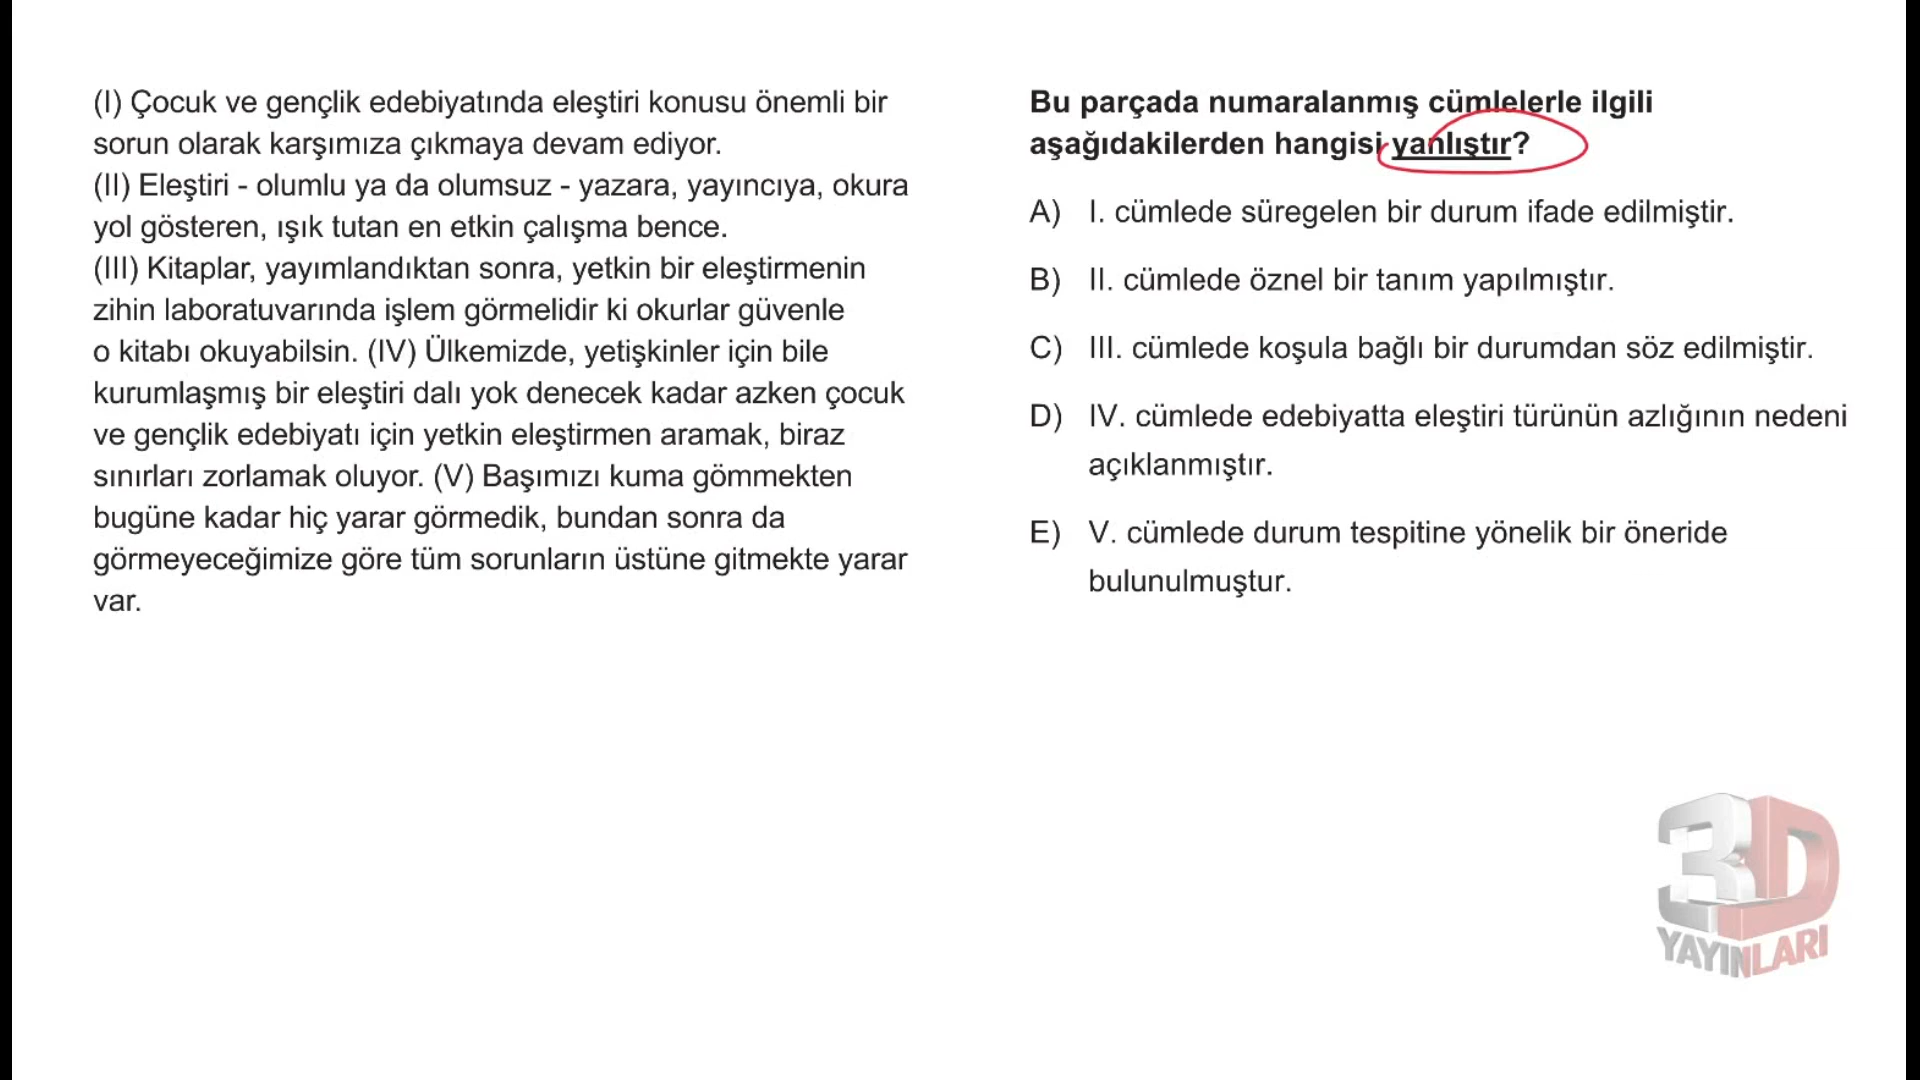 (I) Çocuk ve gençlik edebiyatında eleştiri konusu önemli bir
sorun olarak karşımıza çıkmaya devam ediyor.
(II) Eleştiri - olumlu ya da olumsuz - yazara, yayıncıya, okura
yol gösteren, ışık tutan en etkin çalışma bence.
(III) Kitaplar, yayımlandıktan sonra, yetkin bir eleştirmenin
zihin laboratuvarında işlem görmelidir ki okurlar güvenle
o kitabı okuyabilsin. (IV) Ülkemizde, yetişkinler için bile
kurumlaşmış bir eleştiri dalı yok denecek kadar azken çocuk
ve gençlik edebiyatı için yetkin eleştirmen aramak, biraz
sınırları zorlamak oluyor. (V) Başımızı kuma gömmekten
bugüne kadar hiç yarar görmedik, bundan sonra da
görmeyeceğimize göre tüm sorunların üstüne gitmekte yarar
var.
Bu parçada numaralanmış cümlelerle ilgili
aşağıdakilerden hangisi yanlıştır?
A) I. cümlede süregelen bir durum ifade edilmiştir.
B) II. cümlede öznel bir tanım yapılmıştır.
C) III. cümlede koşula bağlı bir durumdan söz edilmiştir.
D) IV. cümlede edebiyatta eleştiri türünün azlığının nedeni
açıklanmıştır.
E) V. cümlede durum tespitine yönelik bir öneride
bulunulmuştur.
3D
YAYINLARI